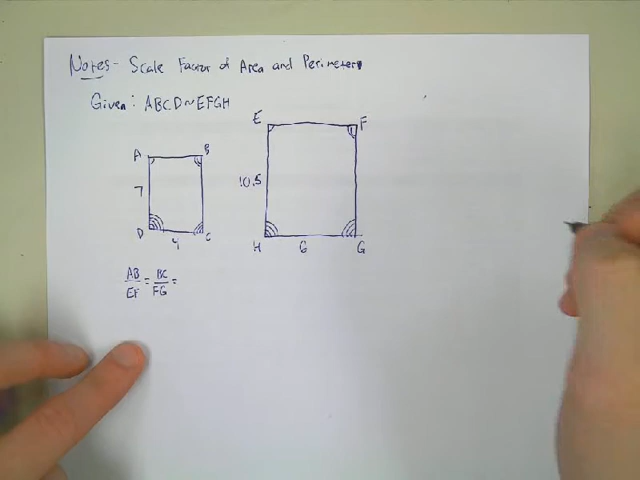 Notes- Scale Factor of Area and Perimeter
Given: ABCD~EFGH
E F
A B
7 10.5
D C
4
H 6 G
AB/EF = BC/FG =